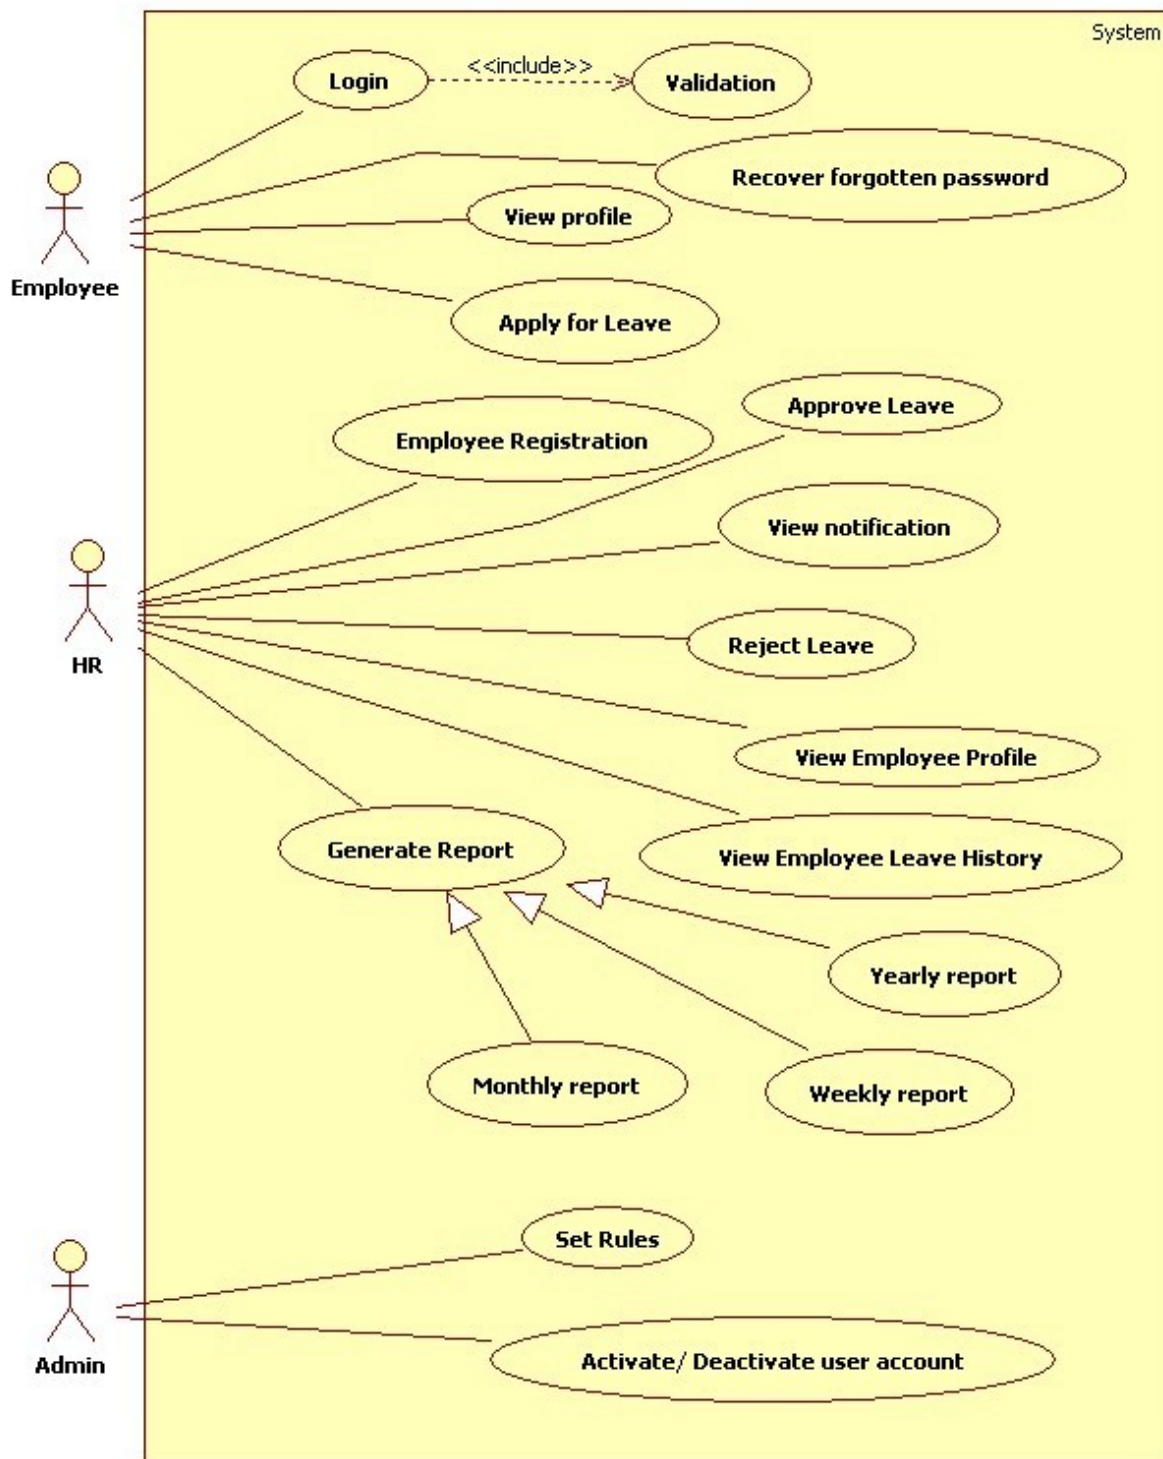 System
<<include>>
Login
Validation
Recover forgotten password
View profile
Employee
Apply for Leave
Approve Leave
Employee Registration
View notification
Reject Leave
HR
View Employee Profile
Generate Report
View Employee Leave History
Yearly report
Monthly report
Weekly report
Set Rules
Admin
Activate/ Deactivate user account